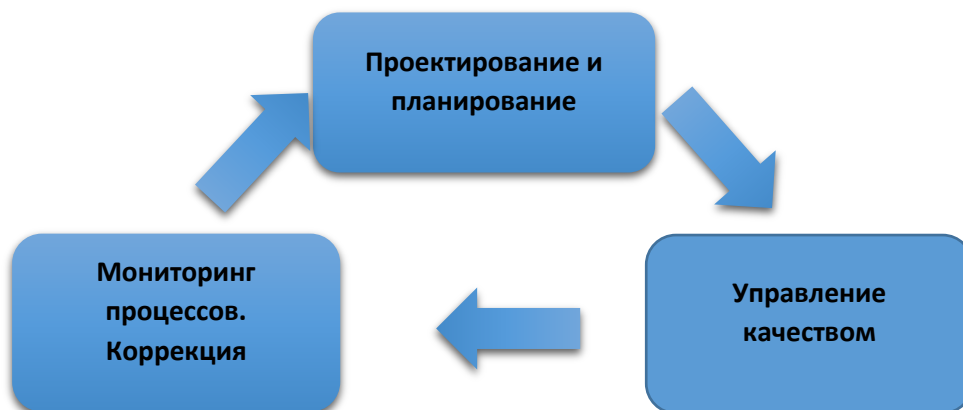 Проектирование и
планирование
Мониторинг
процессов.
Коррекция
Управление
качеством